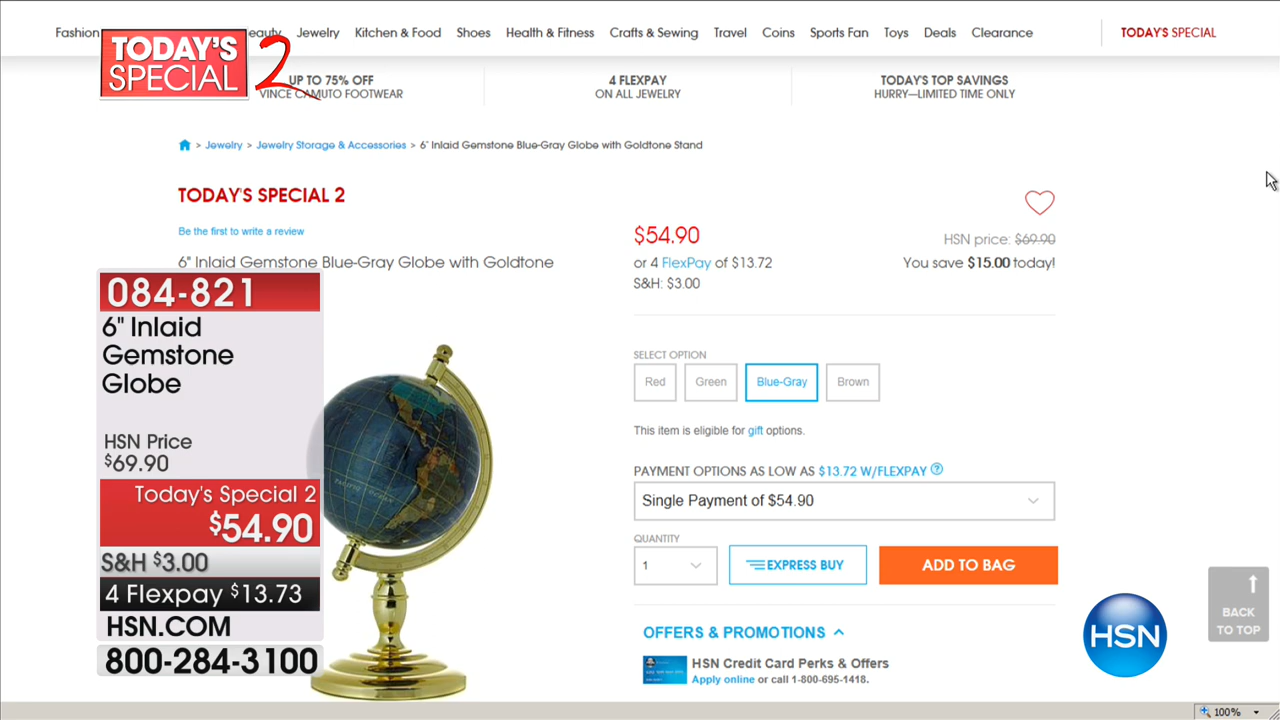 Fashion eauty Jewelry Kitchen & Food Shoes Health & Fitness Crafts & Sewing Travel Coins Sports Fan Toys Deals Clearance TODAY'S SPECIAL
TODAY'S
SPECIAL 2
UP TO 75% OFF
VINCE CAMUTO FOOTWEAR
4 FLEXPAY
ON ALL JEWELRY
TODAY'S TOP SAVINGS
HURRY—LIMITED TIME ONLY
> Jewelry > Jewelry Storage & Accessories > 6" Inlaid Gemstone Blue-Gray Globe with Goldtone Stand
TODAY'S SPECIAL 2
Be the first to write a review
6" Inlaid Gemstone Blue-Gray Globe with Goldtone
$54.90
HSN price: $69.90
or 4 FlexPay of $13.72
You save $15.00 today!
S&H: $3.00
084-821
6" Inlaid
Gemstone
Globe
HSN Price
$69.90
Today's Special 2
$54.90
S&H $3.00
4 Flexpay $13.73
HSN.COM
800-284-3100
PACIFIC OCEAN
SELECT OPTION
Red Green Blue-Gray Brown
This item is eligible for gift options.
PAYMENT OPTIONS AS LOW AS $13.72 W/FLEXPAY ?
Single Payment of $54.90
QUANTITY
1
EXPRESS BUY
ADD TO BAG
OFFERS & PROMOTIONS
HSN Credit Card Perks & Offers
Apply online or call 1-800-695-1418.
HSN
BACK
TO TOP
100%